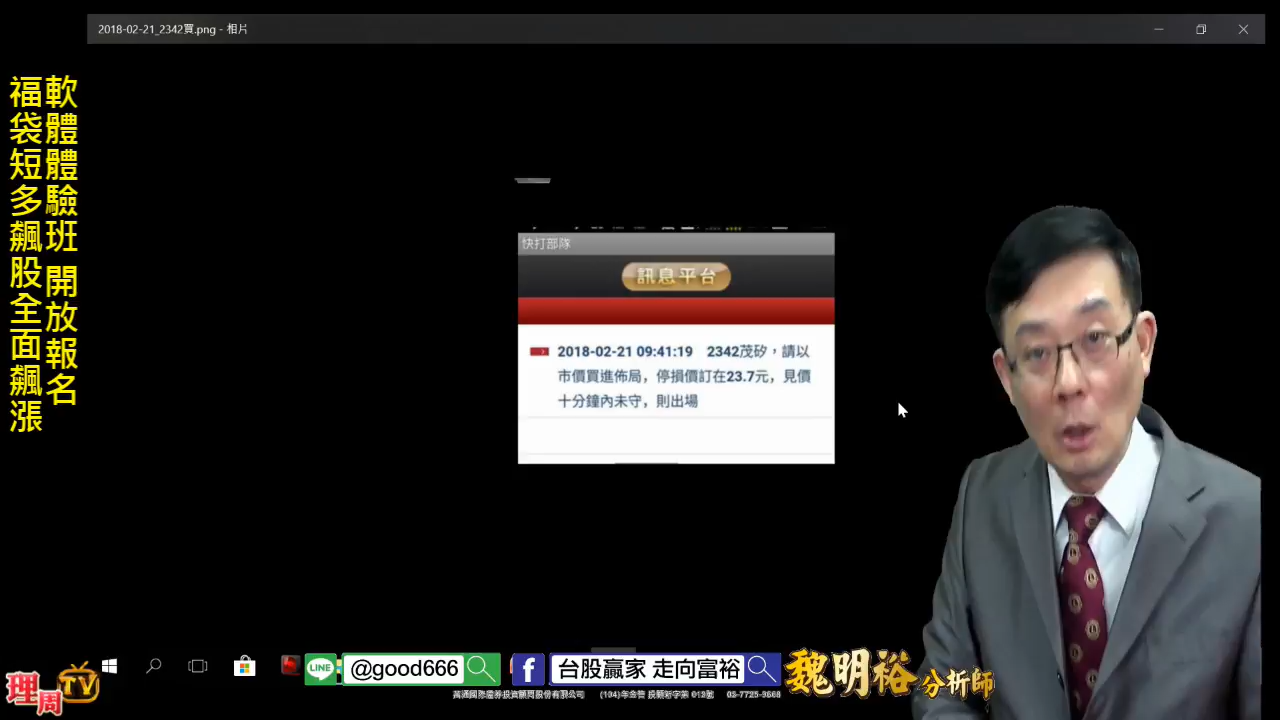 2018-02-21_2342買.png - 相片
軟體體驗班 開放報名
福袋短多飆股全面飆漲
快打部隊
訊息平台
2018-02-21 09:41:19 2342茂矽，請以
市價買進佈局，停損價訂在23.7元，見價
十分鐘內未守，則出場
理周TV
LINE
@good666
f
台股贏家 走向富裕
魏明裕 分析師